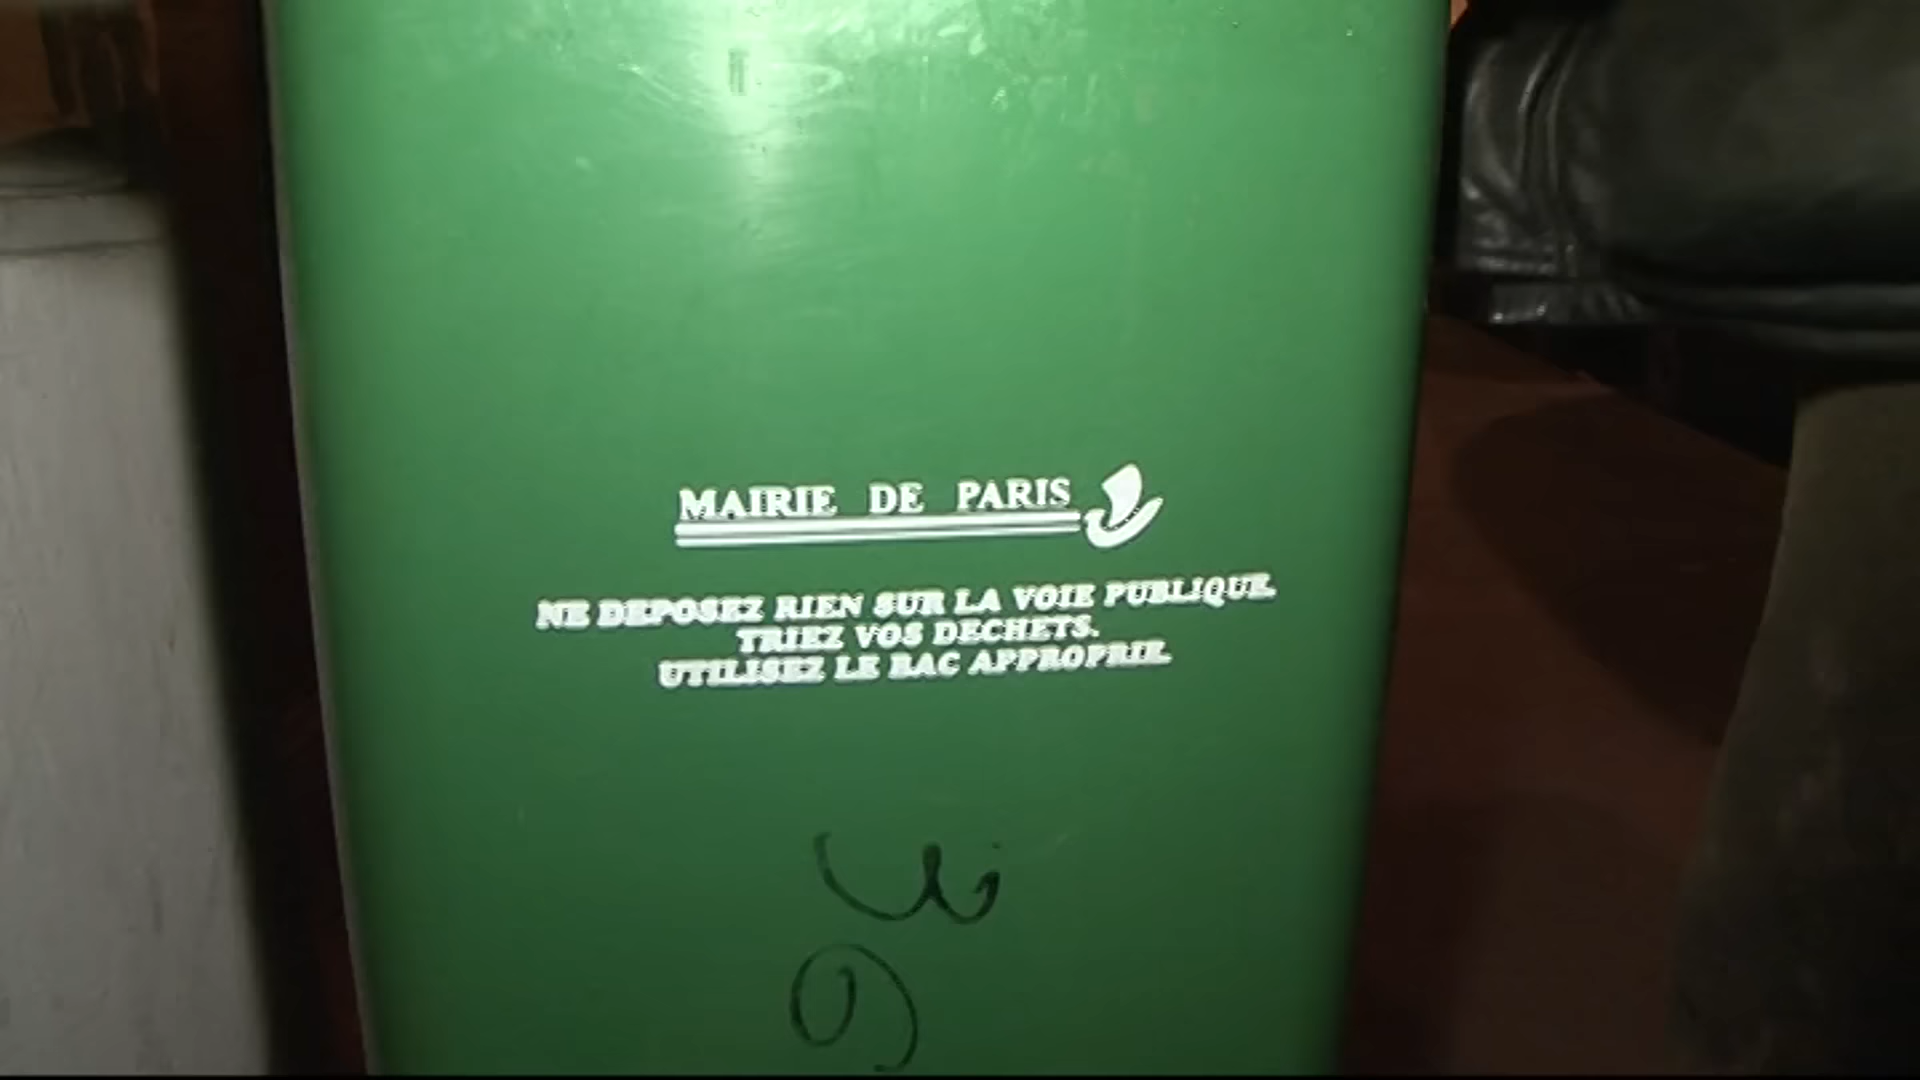 MAIRIE DE PARIS
NE DEPOSEZ RIEN SUR LA VOIE PUBLIQUE.
TRIEZ VOS DECHETS.
UTILISEZ LE BAC APPROPRIE.